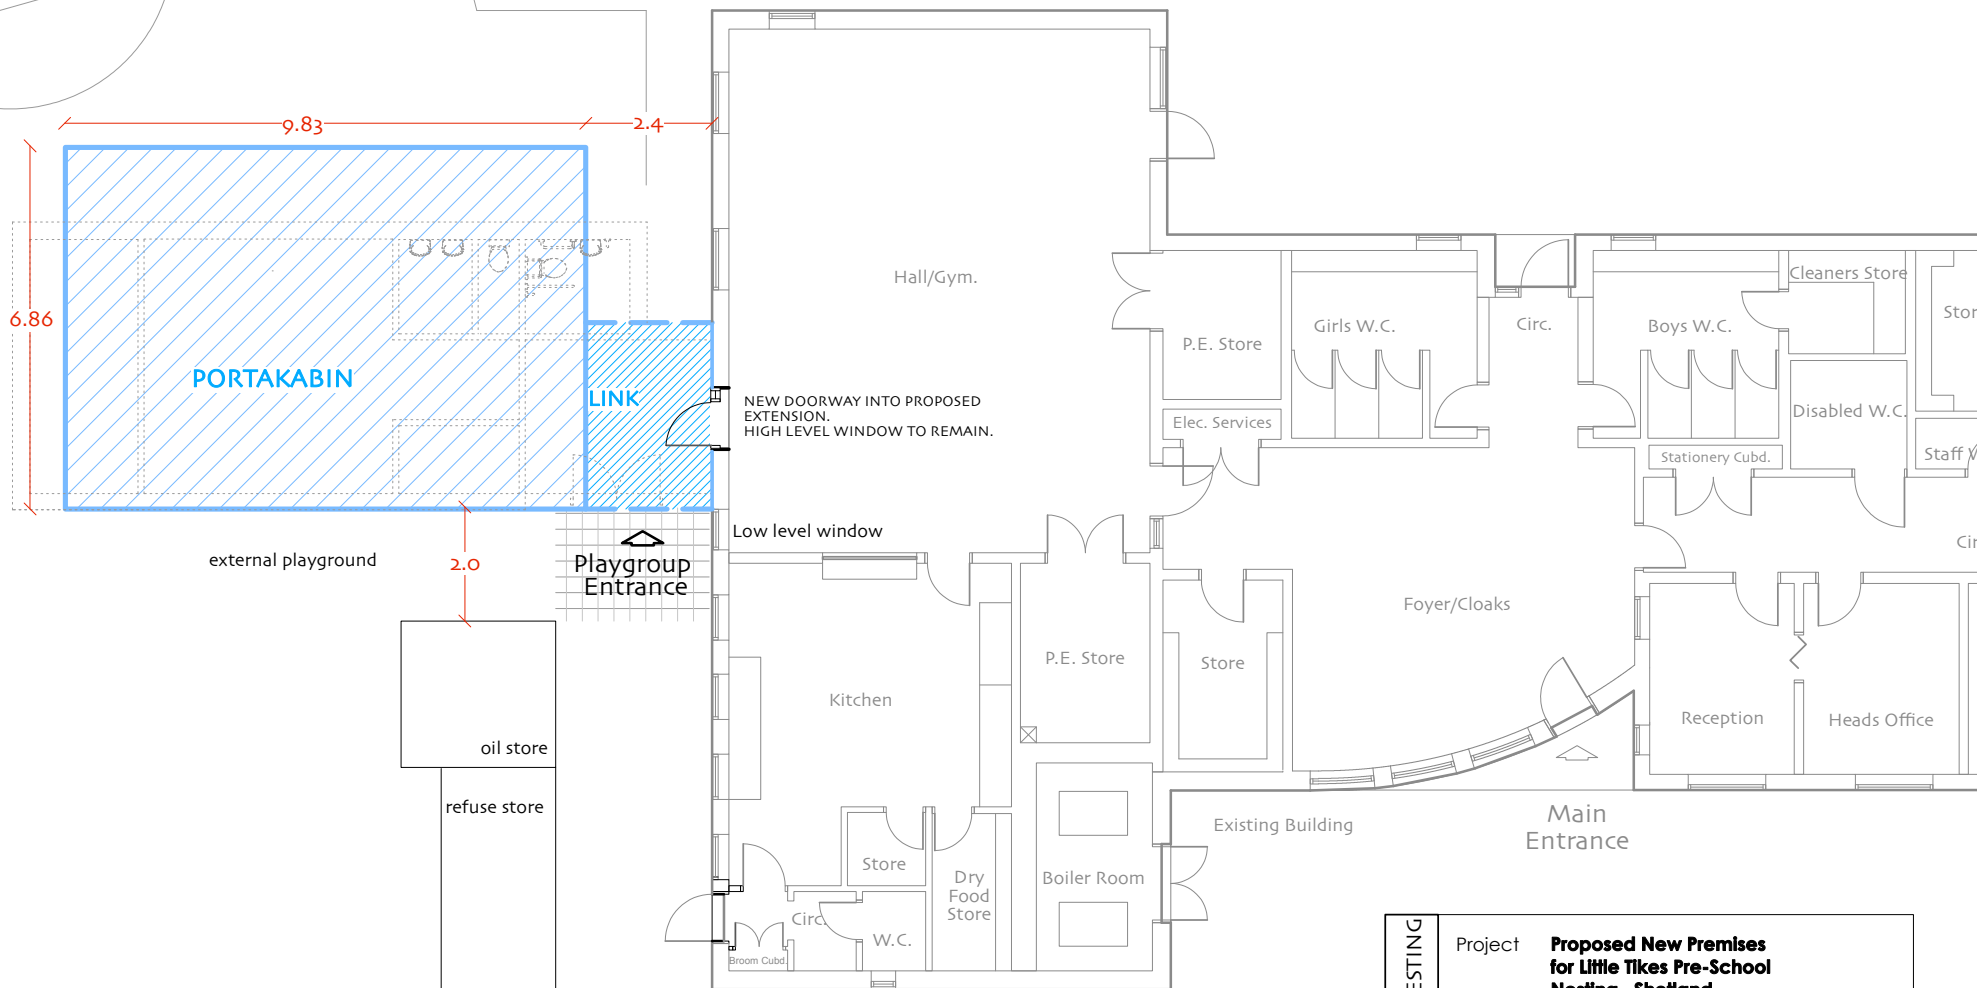 9.83
2.4
6.86
PORTAKABIN
LINK
NEW DOORWAY INTO PROPOSED
EXTENSION.
HIGH LEVEL WINDOW TO REMAIN.
Hall/Gym.
P.E. Store
Elec. Services
Girls W.C.
Circ.
Boys W.C.
Cleaners Store
Disabled W.C.
Stationery Cubd.
Low level window
external playground
2.0
Playgroup
Entrance
oil store
refuse store
Kitchen
P.E. Store
Store
Foyer/Cloaks
Reception
Heads Office
Existing Building
Main
Entrance
Store
Dry
Food
Store
Boiler Room
Circ.
W.C.
Broom Cubd.
Staff
Project
Proposed New Premises
for Little Tikes Pre-School
Nesting - Shetland